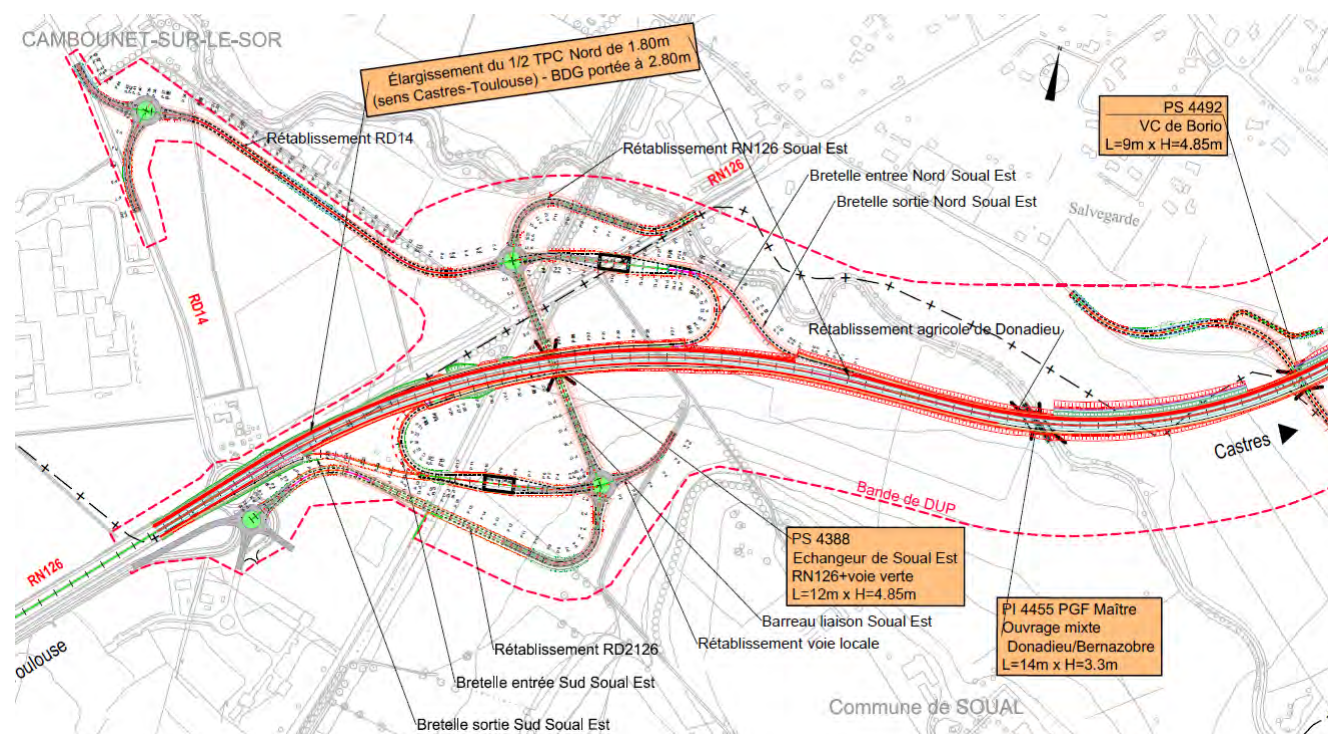 CAMBOUNET-SUR-LE-SOR
Élargissement du 1/2 TPC Nord de 1.80m
(sens Castres-Toulouse) - BDG portée à 2.80m
PS 4492
VC de Borio
L=9m x H=4.85m
Rétablissement RD14
Rétablissement RN126 Soual Est
RN126
Bretelle entree Nord Soual Est
Bretelle sortie Nord Soual Est
Salvegarde
RD14
Rétablissement agricole de Donadieu
Castres
Bande de DUP
RN126
PS 4388
Echangeur de Soual Est
RN126+voie verte
L=12m x H=4.85m
PI 4455 PGF Maître
Ouvrage mixte
Donadieu/Bernazobre
L=14m x H=3.3m
Barreau liaison Soual Est
Rétablissement voie locale
Rétablissement RD2126
oulouse
Bretelle entrée Sud Soual Est
Bretelle sortie Sud Soual Est
Commune de SOUAL